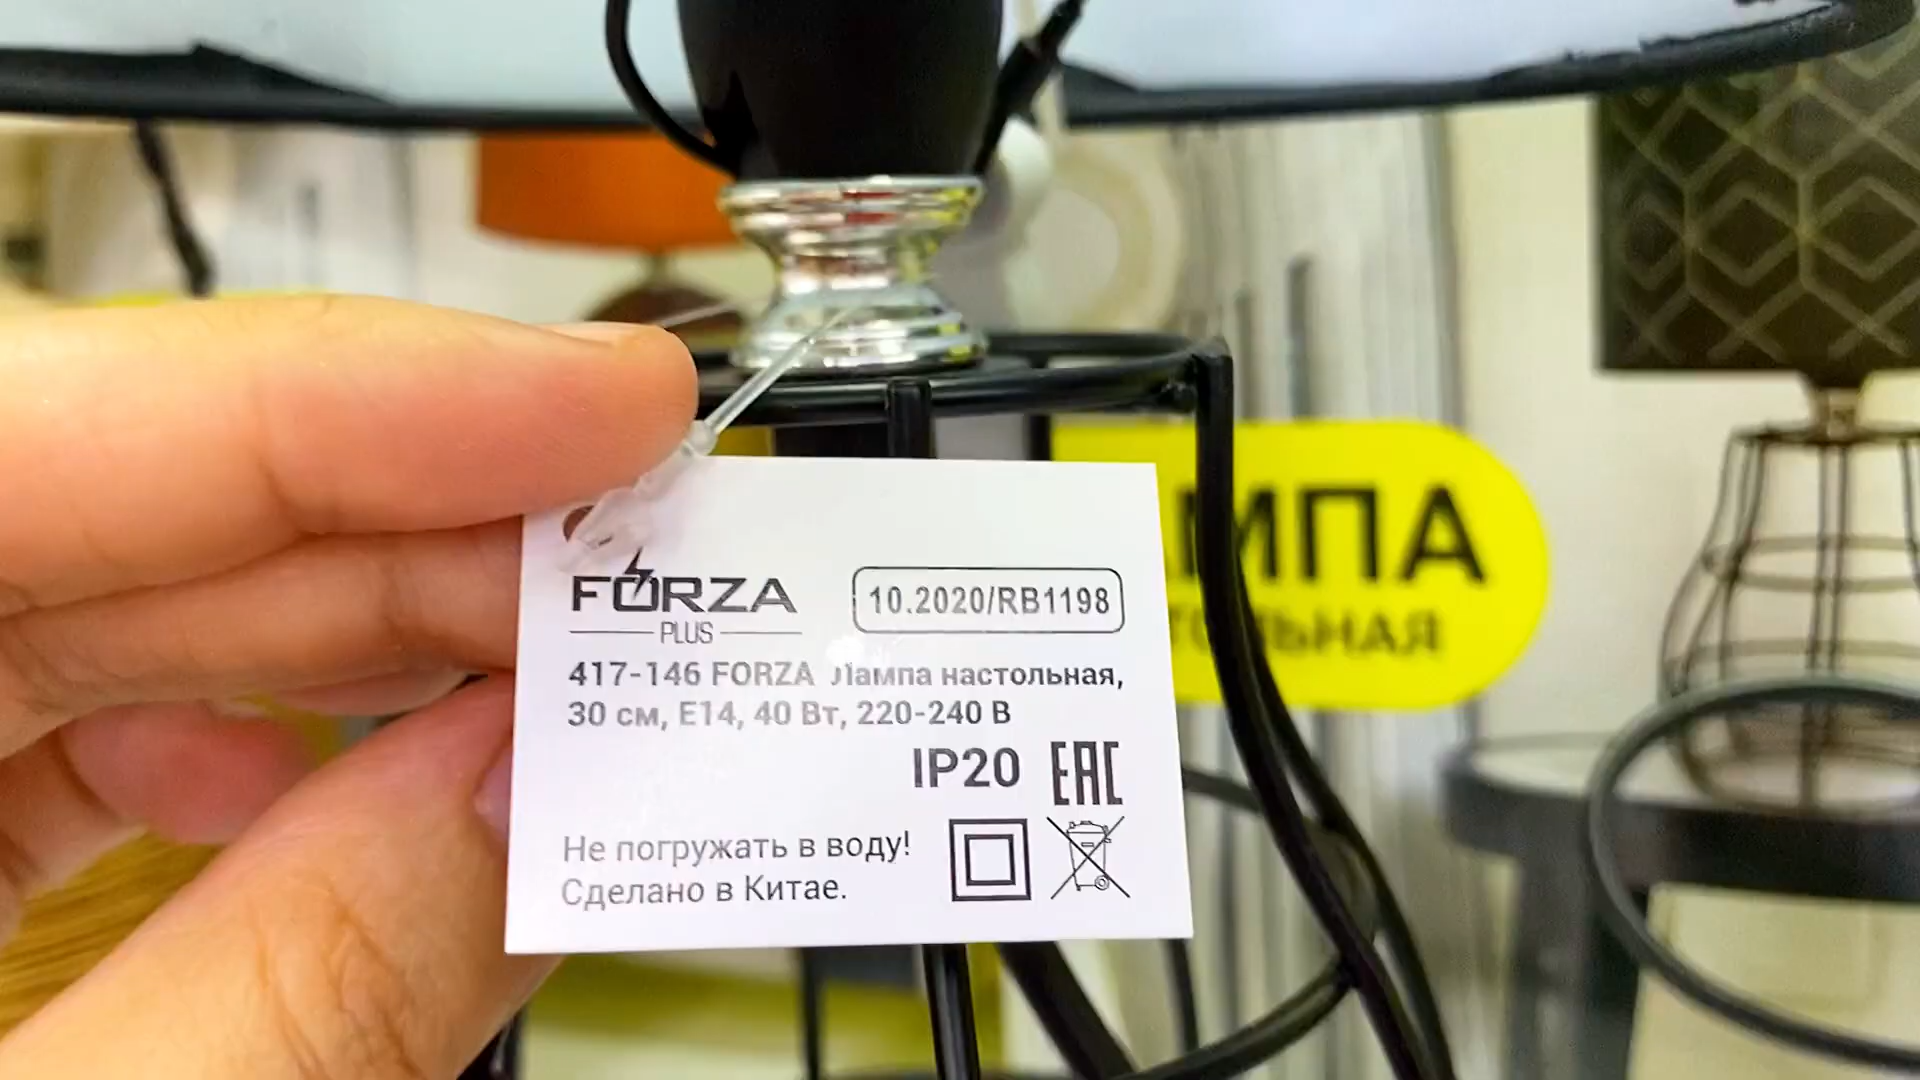 FORZA
PLUS
10.2020/RB1198
417-146 FORZA Лампа настольная,
30 см, E14, 40 Вт, 220-240 В
IP20 EAC
Не погружать в воду!
Сделано в Китае.